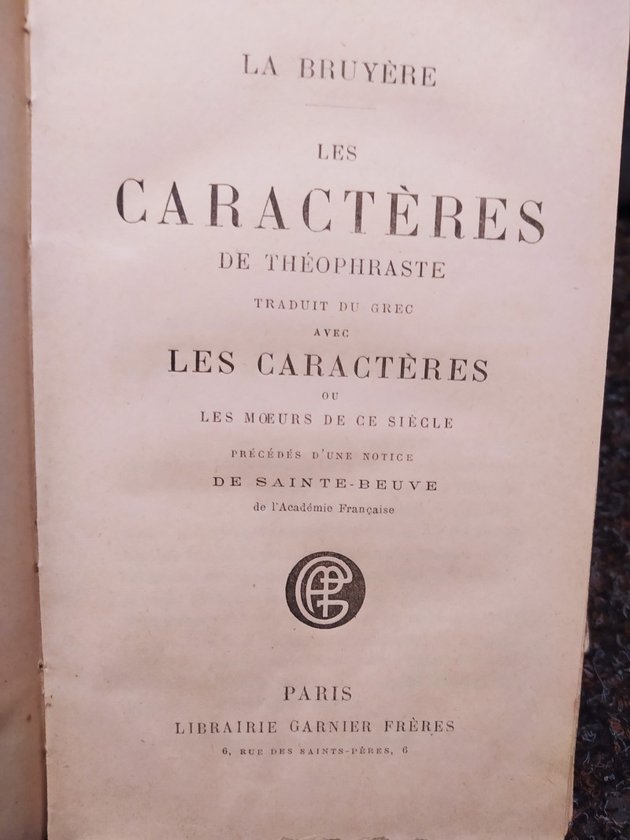 LA BRUYÈRE
LES
CARACTÈRES
DE THÉOPHRASTE
TRADUIT DU GREC
AVEC
LES CARACTÈRES
OU
LES MŒURS DE CE SIÈCLE
PRÉCÉDÉS D'UNE NOTICE
DE SAINTE-BEUVE
de l'Académie Française
PARIS
LIBRAIRIE GARNIER FRÈRES
6, RUE DES SAINTS-PÈRES, 6